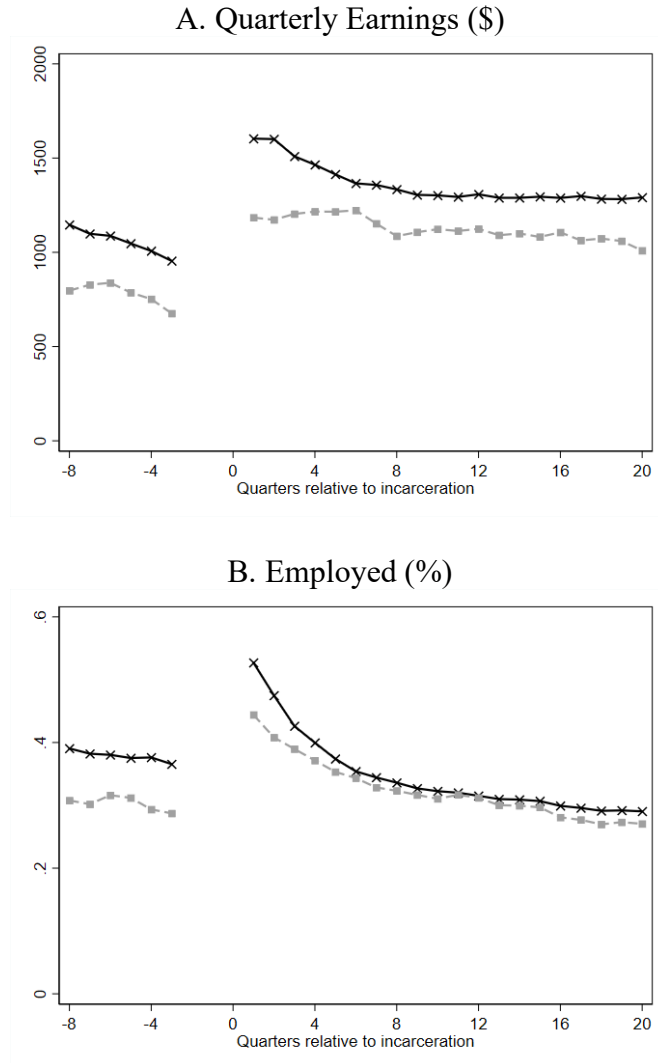 A. Quarterly Earnings ($)
2000
1500
1000
500
0
-8 -4 0 4 8 12 16 20
Quarters relative to incarceration
B. Employed (%)
.6
.4
.2
0
-8 -4 0 4 8 12 16 20
Quarters relative to incarceration